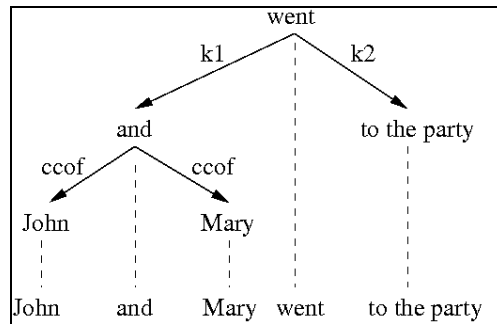 went
k1 k2
and to the party
ccof ccof
John Mary
John and Mary went to the party